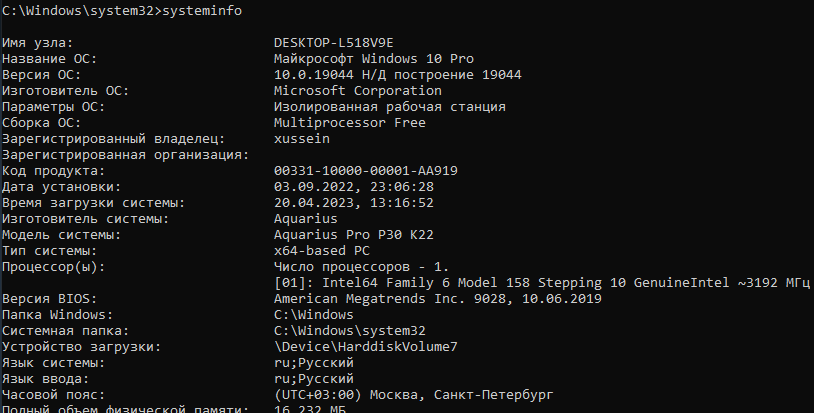 C:\Windows\system32>systeminfo
Имя узла: DESKTOP-L518V9E
Название ОС: Майкрософт Windows 10 Pro
Версия ОС: 10.0.19044 Н/Д построение 19044
Изготовитель ОС: Microsoft Corporation
Параметры ОС: Изолированная рабочая станция
Сборка ОС: Multiprocessor Free
Зарегистрированный владелец: xussein
Зарегистрированная организация:
Код продукта: 00331-10000-00001-AA919
Дата установки: 03.09.2022, 23:06:28
Время загрузки системы: 20.04.2023, 13:16:52
Изготовитель системы: Aquarius
Модель системы: Aquarius Pro P30 K22
Тип системы: x64-based PC
Процессор(ы): Число процессоров - 1.
[01]: Intel64 Family 6 Model 158 Stepping 10 GenuineIntel ~3192 МГц
Версия BIOS: American Megatrends Inc. 9028, 10.06.2019
Папка Windows: C:\Windows
Системная папка: C:\Windows\system32
Устройство загрузки: \Device\HarddiskVolume7
Язык системы: ru;Русский
Язык ввода: ru;Русский
Часовой пояс: (UTC+03:00) Москва, Санкт-Петербург
Полный объем физической памяти: 16 232 МБ